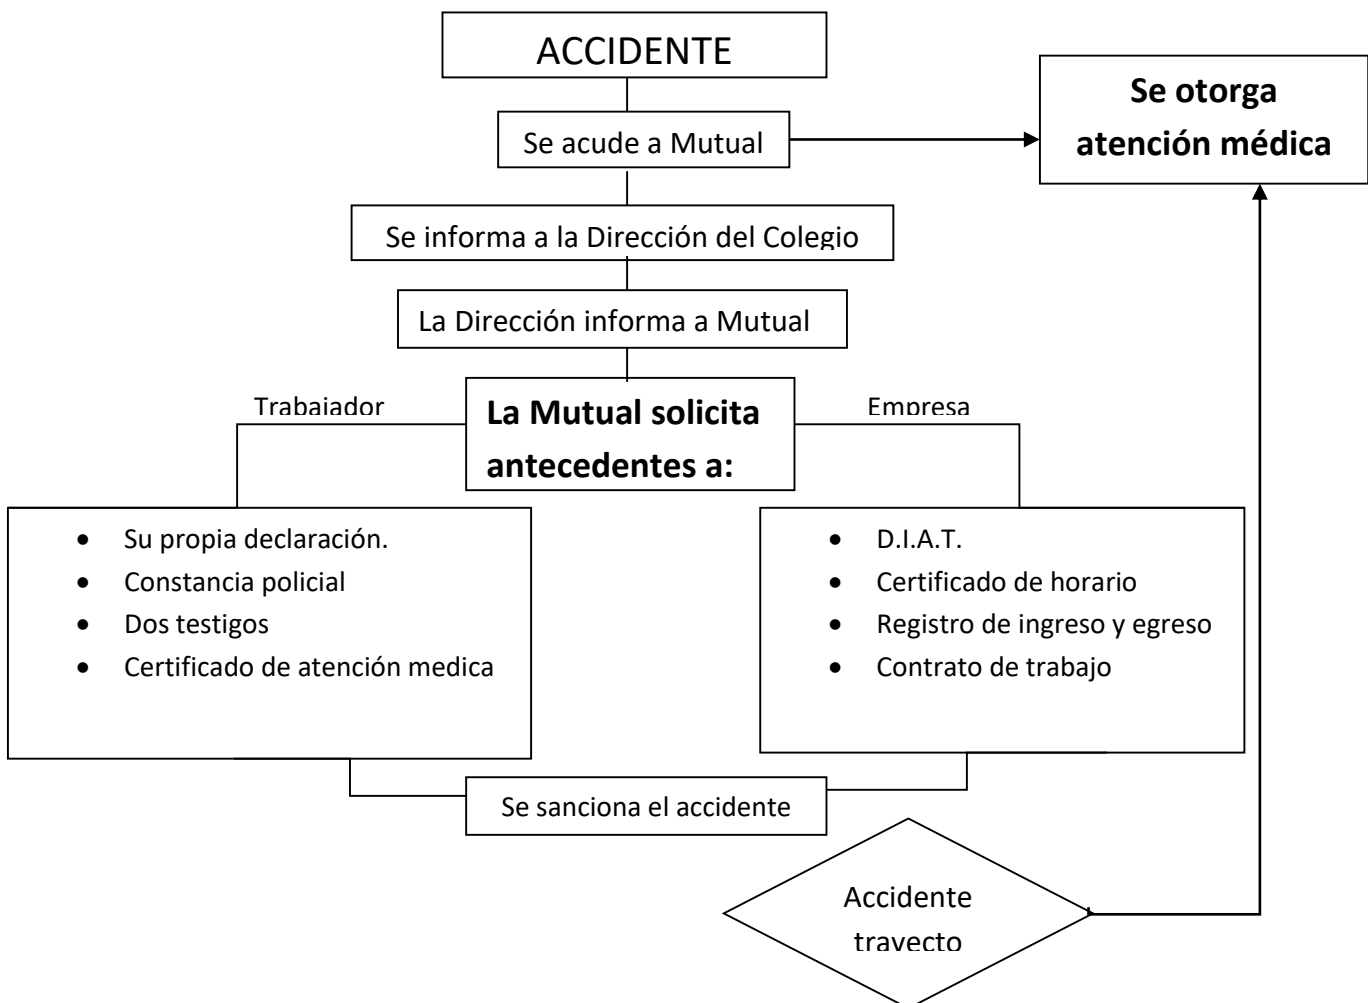 ACCIDENTE
Se otorga
atención médica
Se acude a Mutual
Se informa a la Dirección del Colegio
La Dirección informa a Mutual
Trabajador
La Mutual solicita
antecedentes a:
Empresa
• Su propia declaración.
• Constancia policial
• Dos testigos
• Certificado de atención medica
• D.I.A.T.
• Certificado de horario
• Registro de ingreso y egreso
• Contrato de trabajo
Se sanciona el accidente
Accidente
trayecto